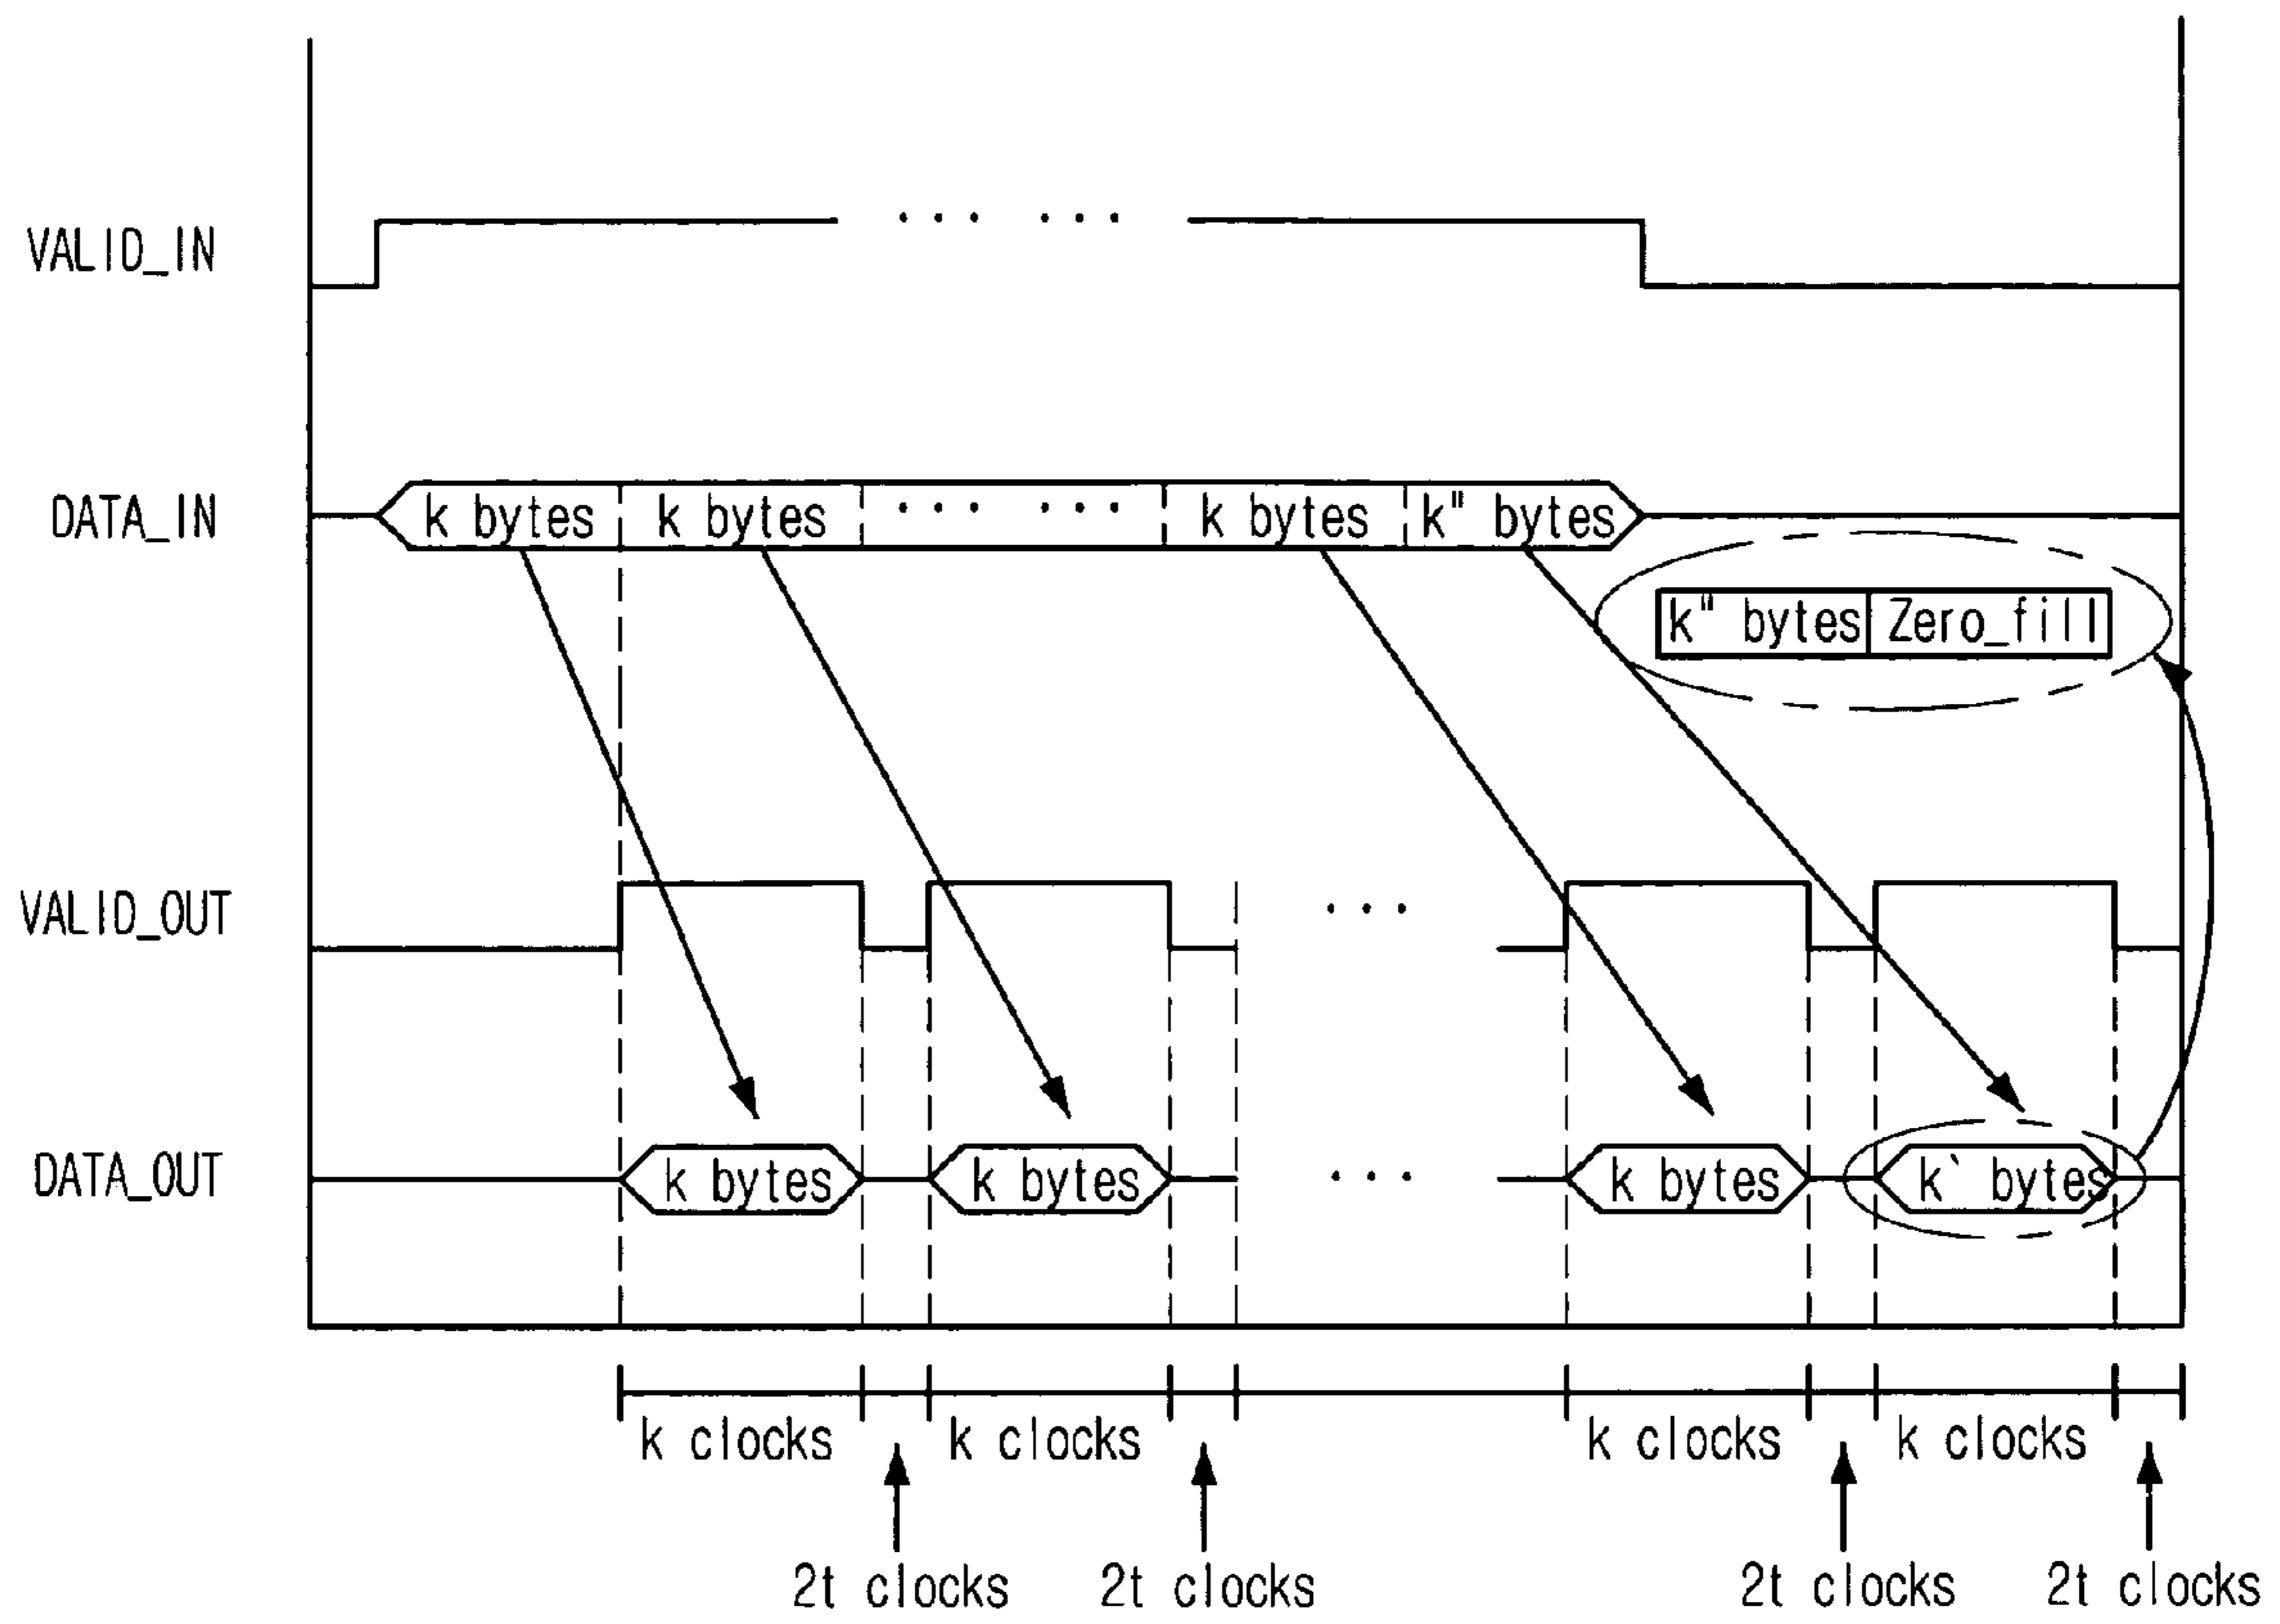 VALID_IN
... ...
DATA_IN
k bytes k bytes ... ... k bytes k" bytes
k" bytes Zero_fill
VALID_OUT
...
DATA_OUT
k bytes k bytes ... k bytes k` bytes
k clocks k clocks k clocks k clocks
2t clocks 2t clocks 2t clocks 2t clocks